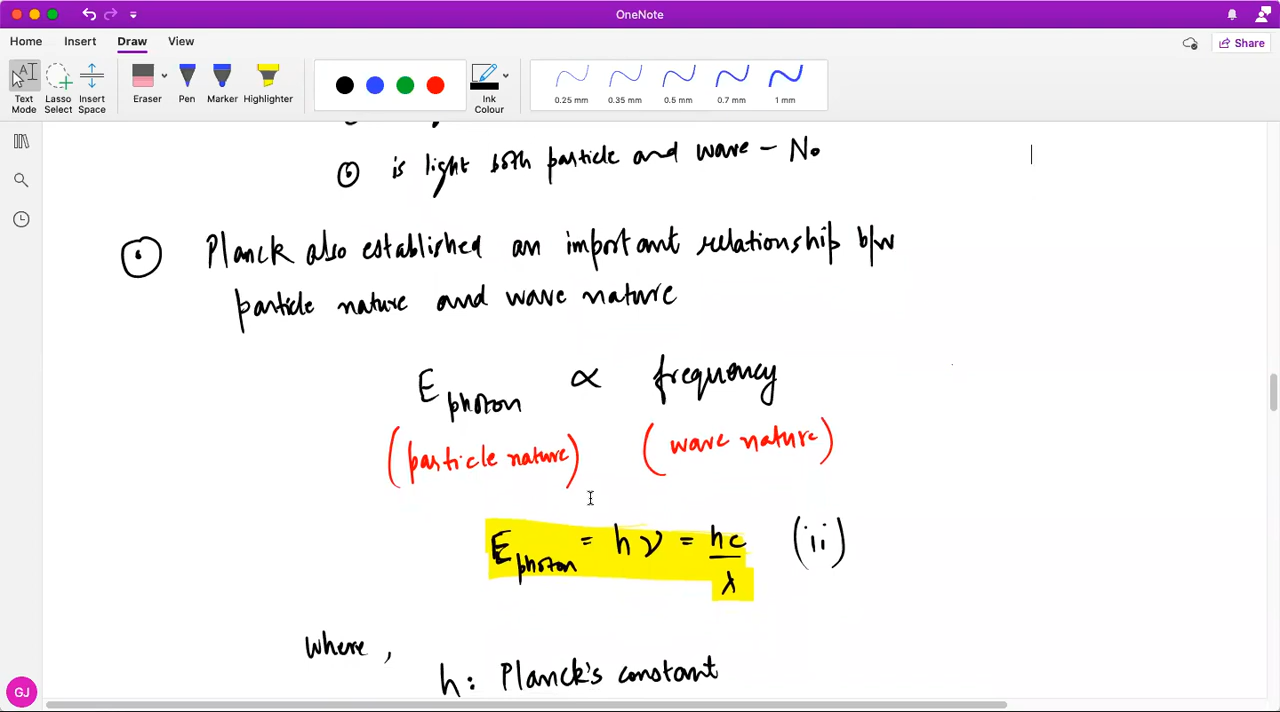 OneNote
Home Insert Draw View
Share
Text Mode
Lasso Select
Insert Space
Eraser
Pen
Marker
Highlighter
Ink Colour
0.25 mm 0.35 mm 0.5 mm 0.7 mm 1 mm
is light both particle and wave - No
Planck also established an important relationship b/w
particle nature and wave nature
E photon ∝ frequency
(particle nature) (wave nature)
E photon = hν = hc/λ (ii)
where,
h: Planck's constant
GJ